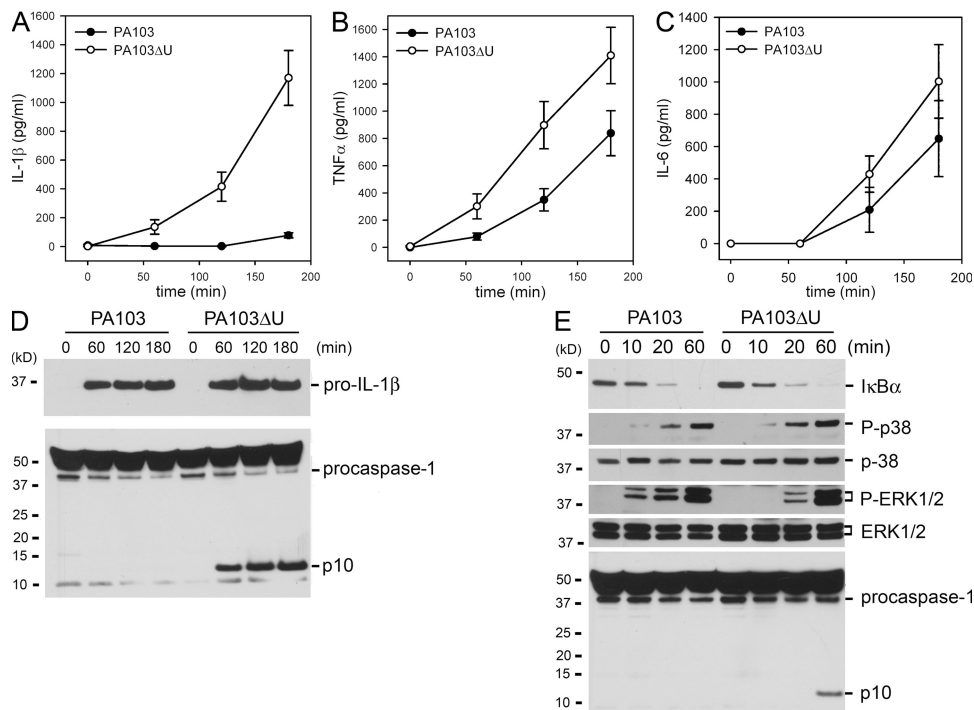 A
PA103
PA103ΔU
IL-1β (pg/ml)
1600
1400
1200
1000
800
600
400
200
0
0 50 100 150 200
time (min)
B
PA103
PA103ΔU
TNFα (pg/ml)
1800
1600
1400
1200
1000
800
600
400
200
0
0 50 100 150 200
time (min)
C
PA103
PA103ΔU
IL-6 (pg/ml)
1400
1200
1000
800
600
400
200
0
0 50 100 150 200
time (min)
D
PA103 PA103ΔU
(kD) 0 60 120 180 0 60 120 180 (min)
37 pro-IL-1β
50 procaspase-1
37
25
20
15
p10
10
E
PA103 PA103ΔU
(kD) 0 10 20 60 0 10 20 60 (min)
50
IκBα
37 P-p38
37 p-38
37 P-ERK1/2
37 ERK1/2
50
procaspase-1
37
25
20
15
10 p10